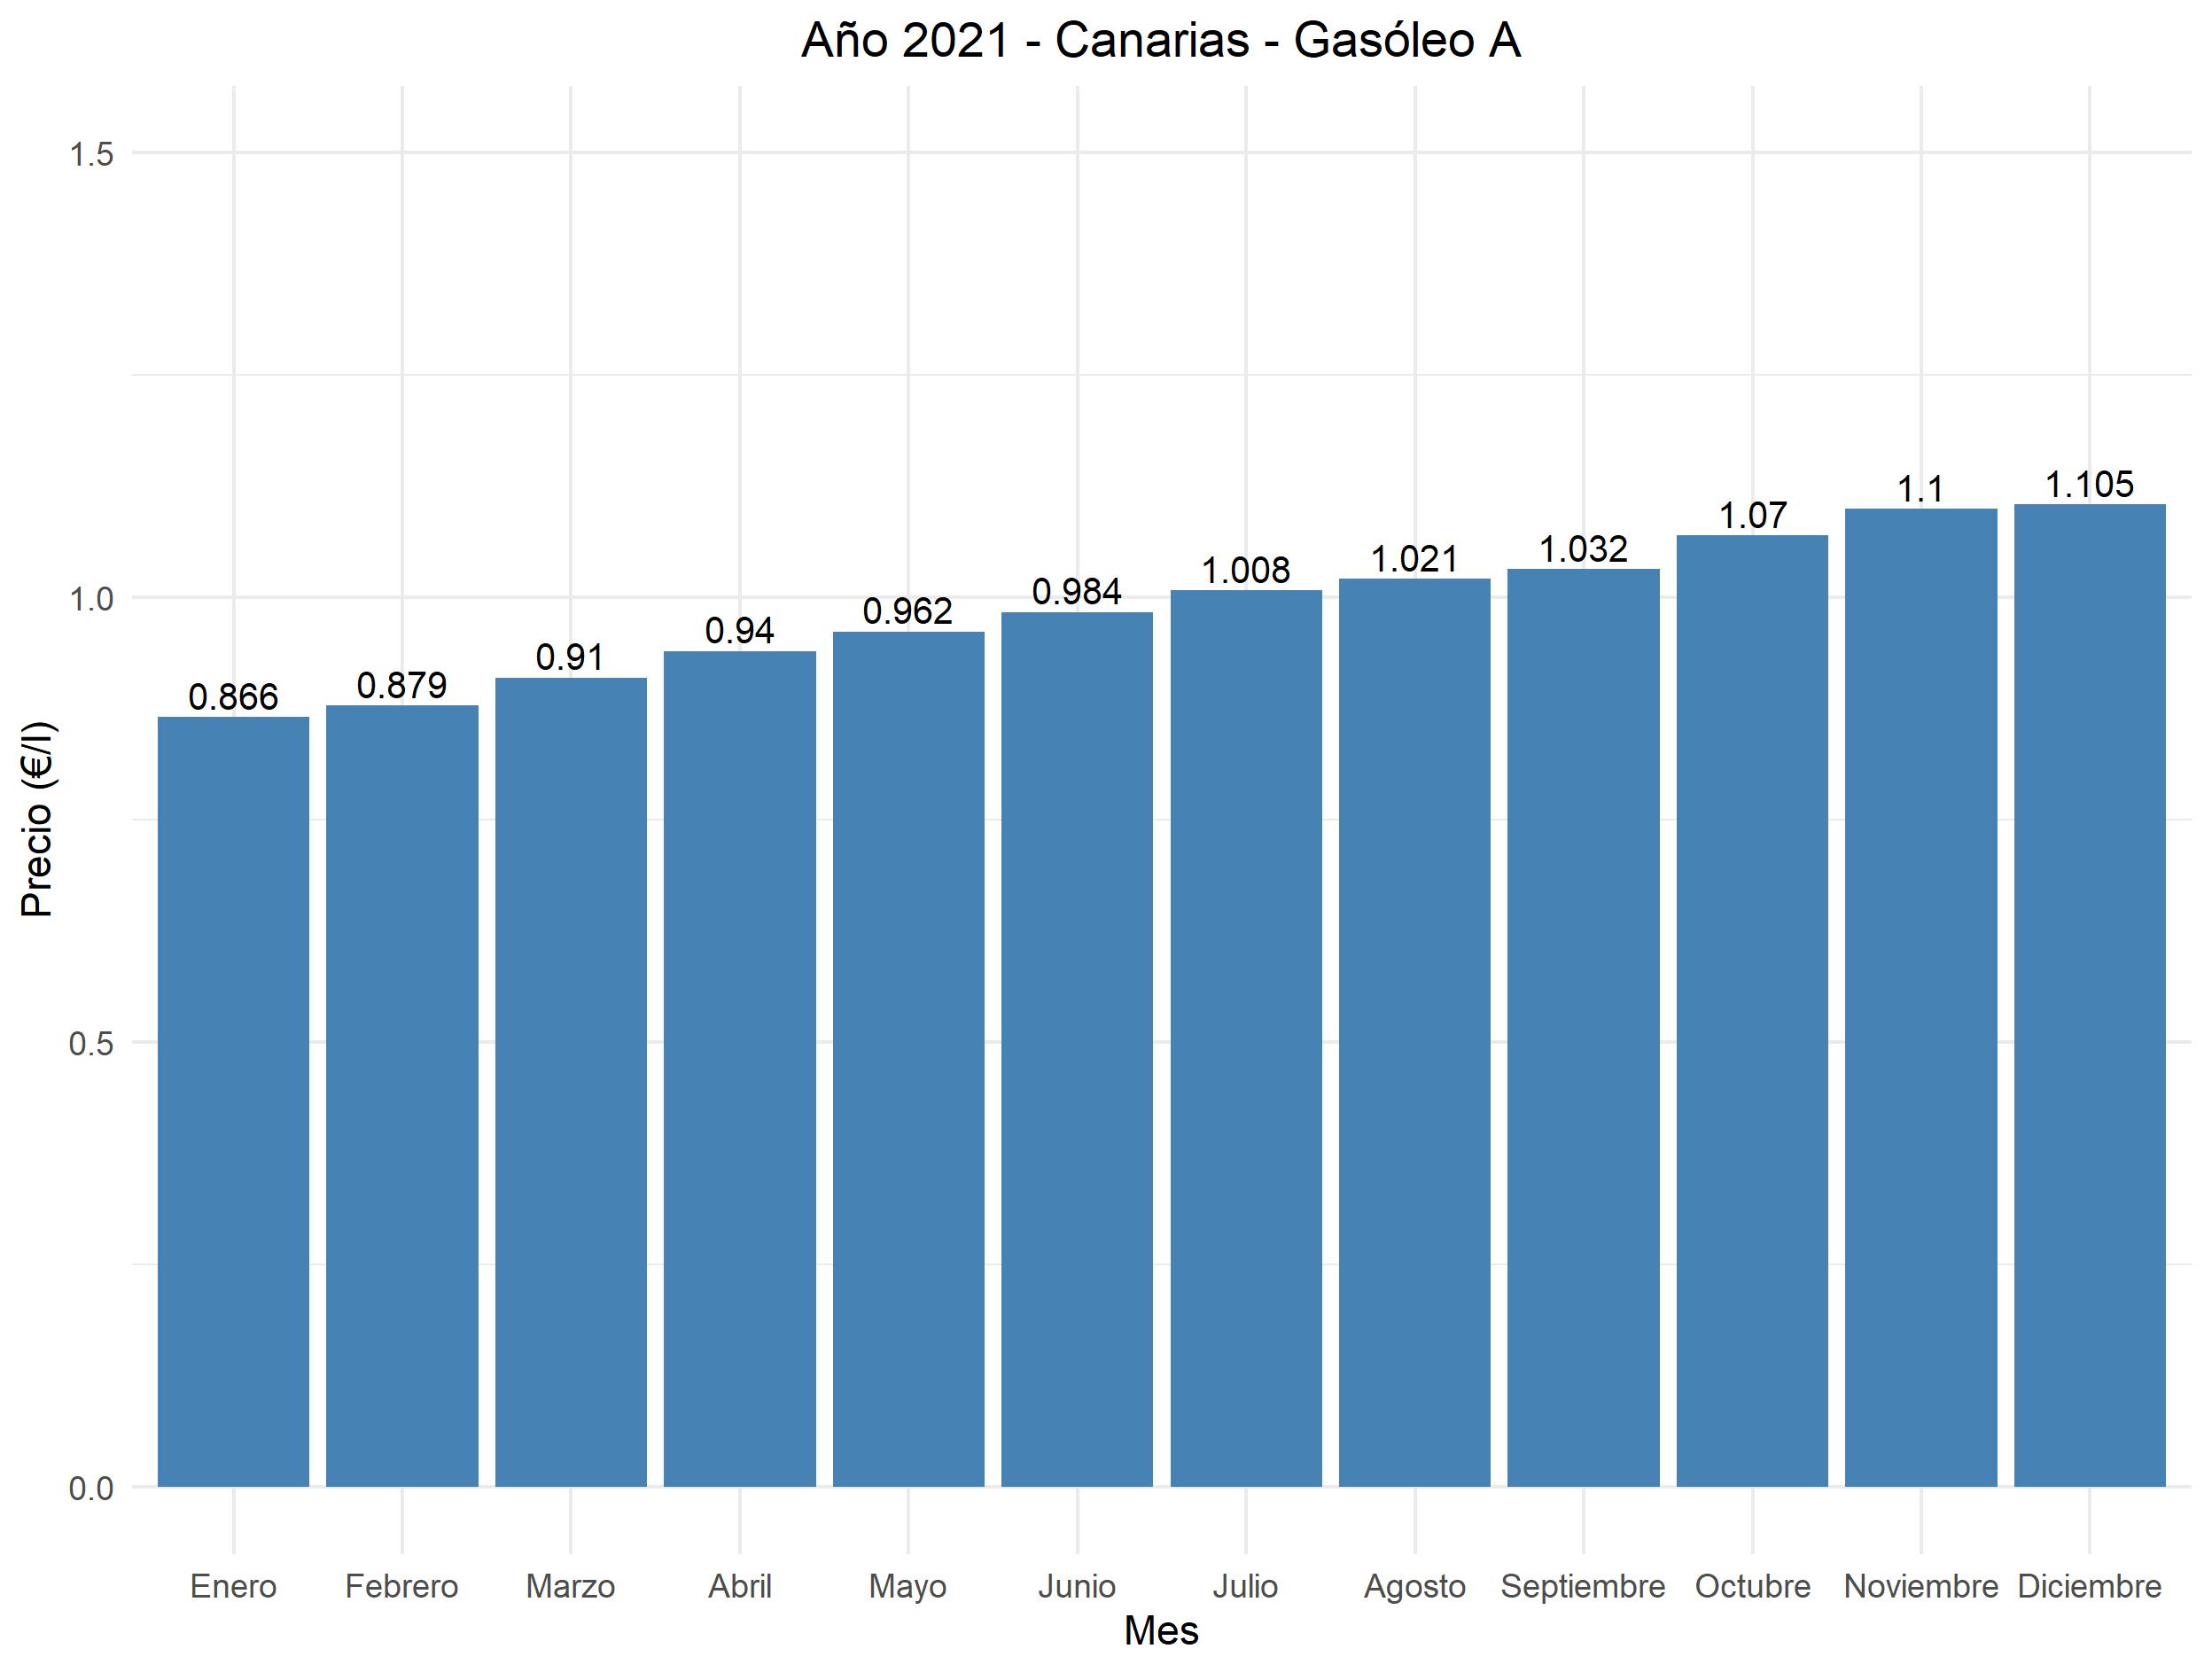 Año 2021 - Canarias - Gasóleo A
Precio (€/l)
1.5
1.0
0.5
0.0
0.866
0.879
0.91
0.94
0.962
0.984
1.008
1.021
1.032
1.07
1.1
1.105
Enero
Febrero
Marzo
Abril
Mayo
Junio
Julio
Agosto
Septiembre
Octubre
Noviembre
Diciembre
Mes